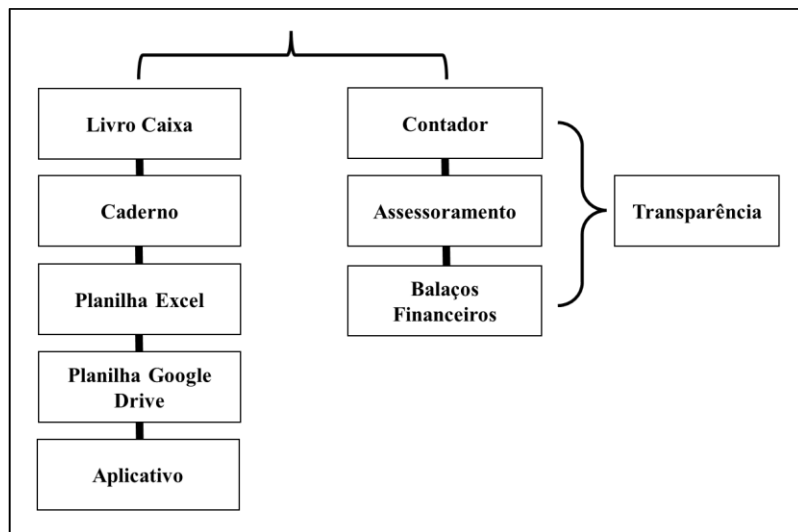 Livro Caixa
Caderno
Planilha Excel
Planilha Google
Drive
Aplicativo
Contador
Assessoramento
Balaços
Financeiros
Transparência